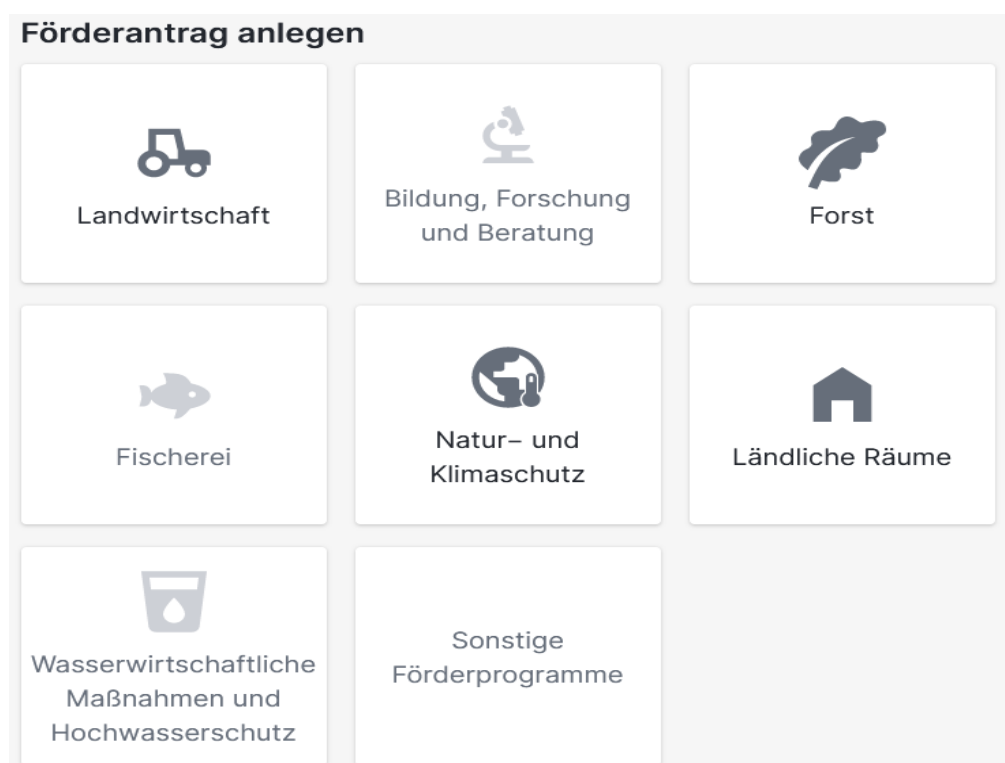 Förderantrag anlegen
Landwirtschaft
Bildung, Forschung
und Beratung
Forst
Fischerei
Natur– und
Klimaschutz
Ländliche Räume
Wasserwirtschaftliche
Maßnahmen und
Hochwasserschutz
Sonstige
Förderprogramme